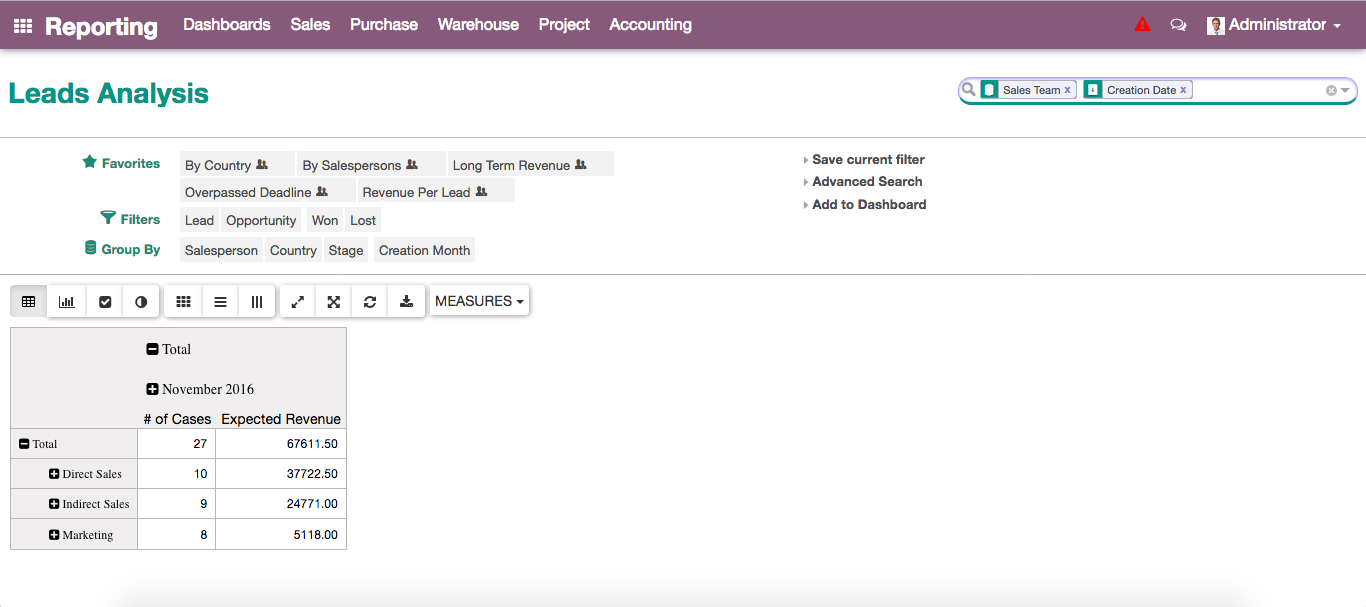 Reporting Dashboards Sales Purchase Warehouse Project Accounting Administrator
Leads Analysis
Sales Team x Creation Date x
Favorites By Country By Salespersons Long Term Revenue
Overpassed Deadline Revenue Per Lead
Filters Lead Opportunity Won Lost
Group By Salesperson Country Stage Creation Month
Save current filter
Advanced Search
Add to Dashboard
MEASURES
Total
November 2016
# of Cases Expected Revenue
Total 27 67611.50
Direct Sales 10 37722.50
Indirect Sales 9 24771.00
Marketing 8 5118.00